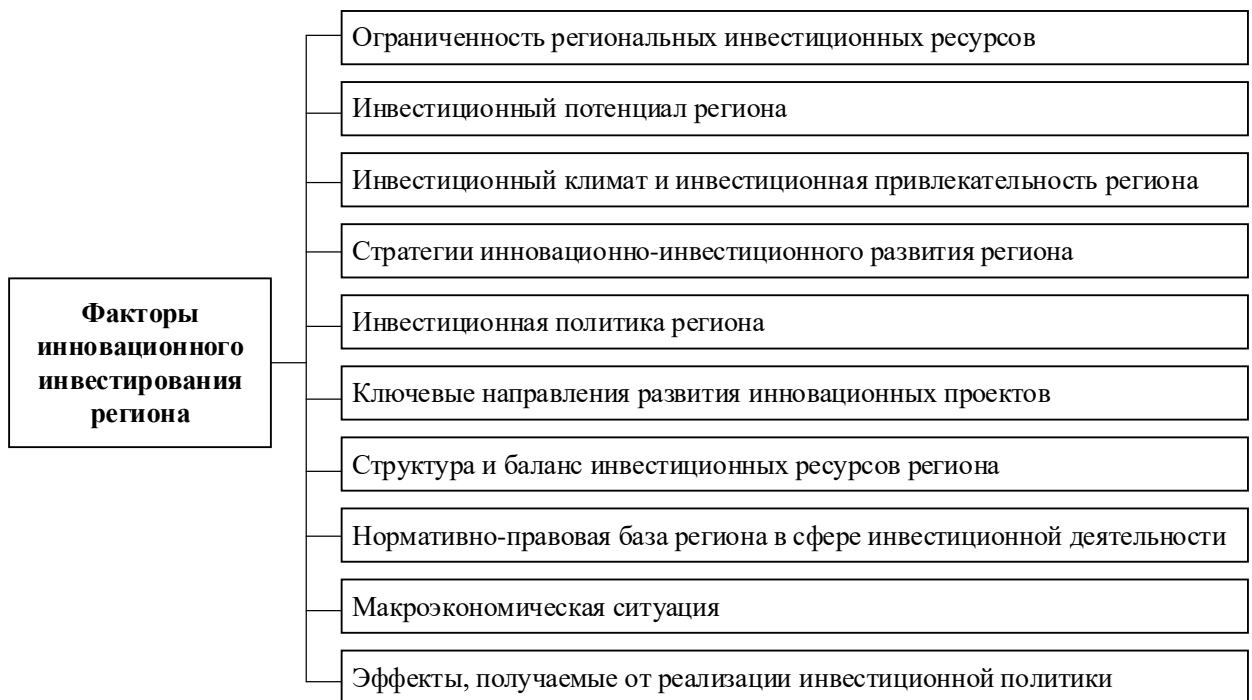 Ограниченность региональных инвестиционных ресурсов
Инвестиционный потенциал региона
Инвестиционный климат и инвестиционная привлекательность региона
Стратегии инновационно-инвестиционного развития региона
Факторы
инновационного
инвестирования
региона
Инвестиционная политика региона
Ключевые направления развития инновационных проектов
Структура и баланс инвестиционных ресурсов региона
Нормативно-правовая база региона в сфере инвестиционной деятельности
Макроэкономическая ситуация
Эффекты, получаемые от реализации инвестиционной политики